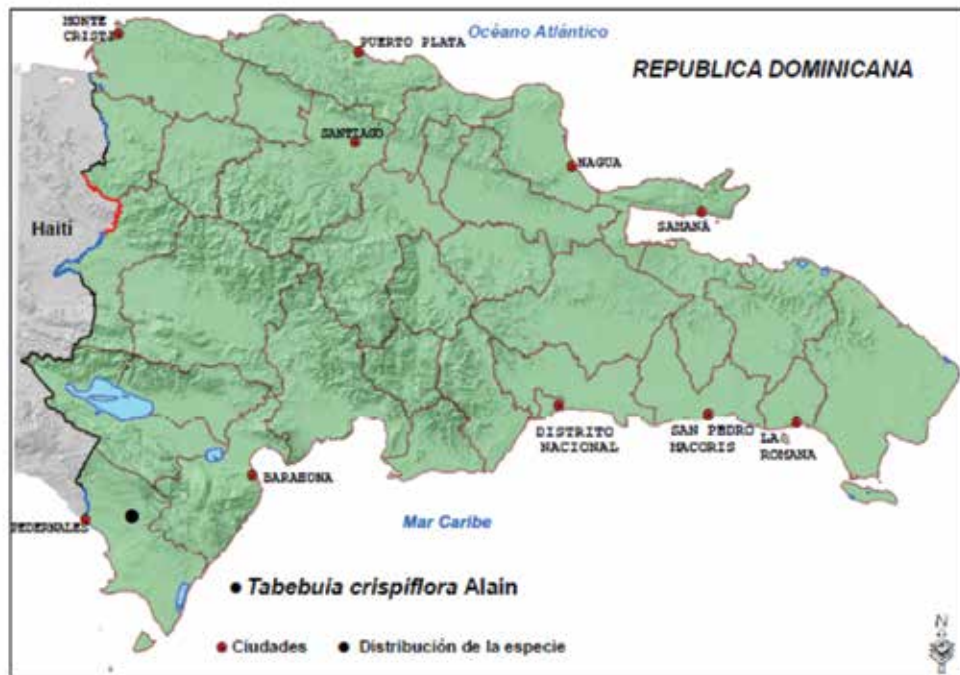 MONTE
CRISTI
PUERTO PLATA
Océano Atlántico
REPUBLICA DOMINICANA
SANTIAGO
NAGUA
SAMANÁ
Haití
DISTRITO
NACIONAL
SAN PEDRO
MACORIS
LA
ROMANA
BARAHONA
PEDERNALES
Mar Caribe
Tabebuia crispiflora Alain
Ciudades
Distribución de la especie
N